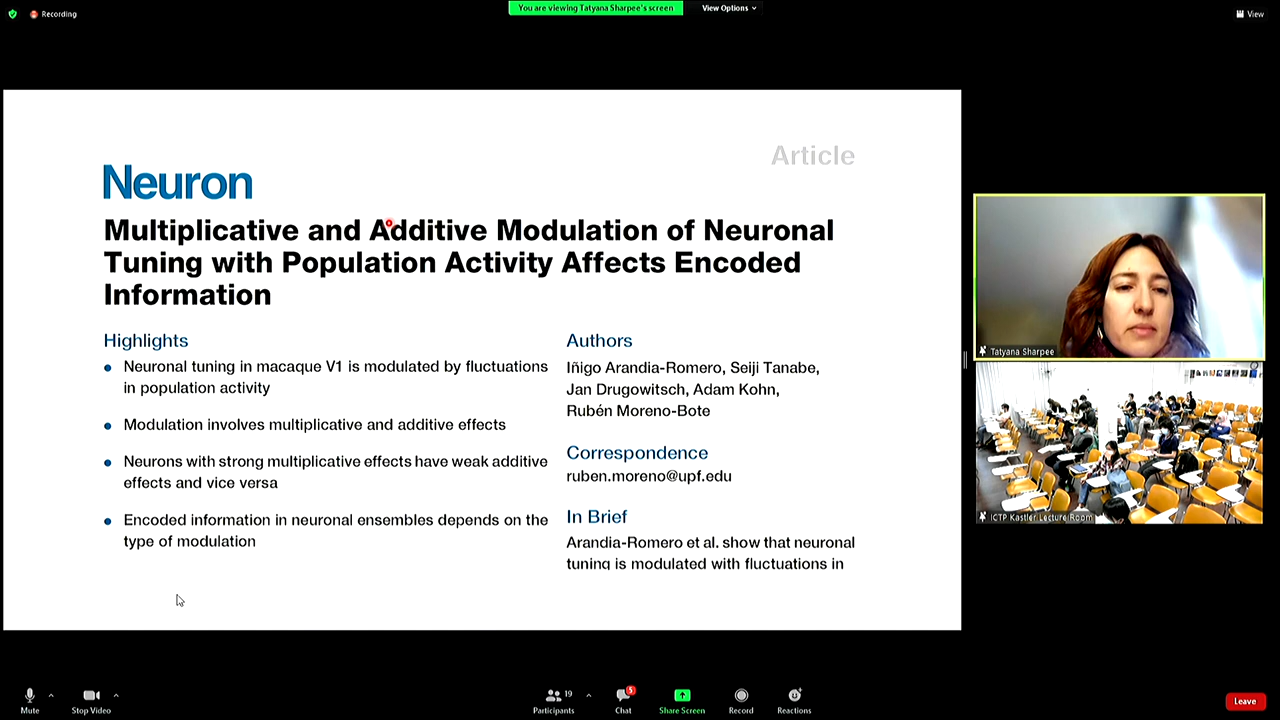 Recording
You are viewing Tatyana Sharpee's screen
View Options
View
Article
Neuron
Multiplicative and Additive Modulation of Neuronal
Tuning with Population Activity Affects Encoded
Information
Highlights
Neuronal tuning in macaque V1 is modulated by fluctuations
in population activity
Modulation involves multiplicative and additive effects
Neurons with strong multiplicative effects have weak additive
effects and vice versa
Encoded information in neuronal ensembles depends on the
type of modulation
Authors
Iñigo Arandia-Romero, Seiji Tanabe,
Jan Drugowitsch, Adam Kohn,
Rubén Moreno-Bote
Correspondence
ruben.moreno@upf.edu
In Brief
Arandia-Romero et al. show that neuronal
tuning is modulated with fluctuations in
Tatyana Sharpee
ICTP Kastler Lecture Room
Mute
Stop Video
19
Participants
5
Chat
Share Screen
Record
Reactions
Leave